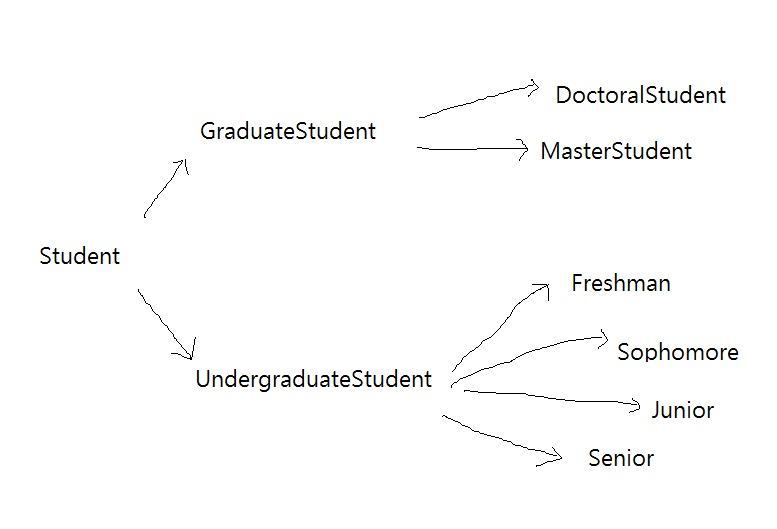 DoctoralStudent
GraduateStudent
MasterStudent
Student
Freshman
Sophomore
UndergraduateStudent
Junior
Senior